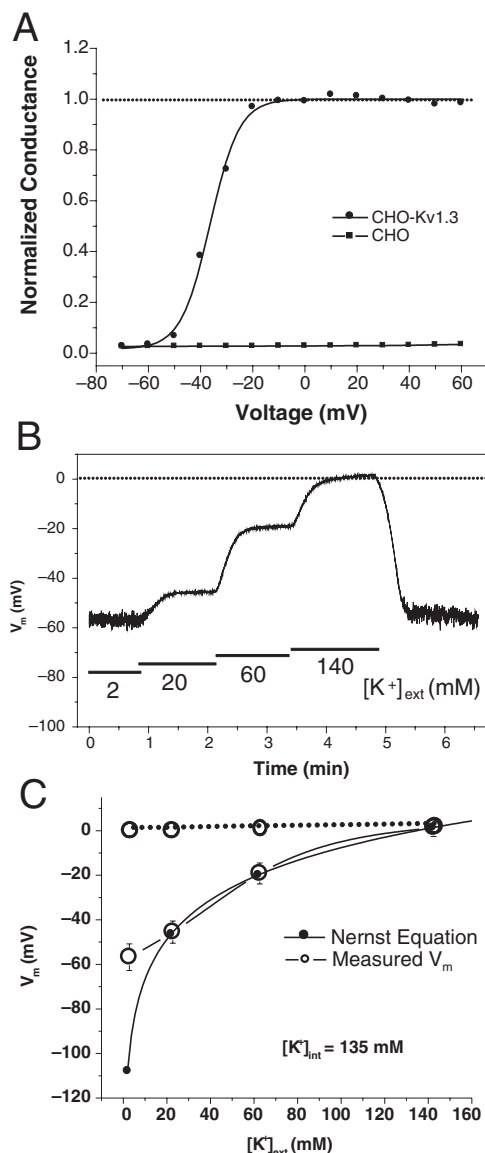 A
Normalized Conductance
1.2
1.0
0.8
0.6
0.4
0.2
0.0
CHO-Kv1.3
CHO
−80 −60 −40 −20 0 20 40 60
Voltage (mV)
B
Vm (mV)
0
−20
−40
−60
−80
−100
2
20
60
140
[K+]ext (mM)
0 1 2 3 4 5 6
Time (min)
C
Vm (mV)
0
−20
−40
−60
−80
−100
−120
Nernst Equation
Measured Vm
[K+]int = 135 mM
0 20 40 60 80 100 120 140 160
[K+]ext (mM)